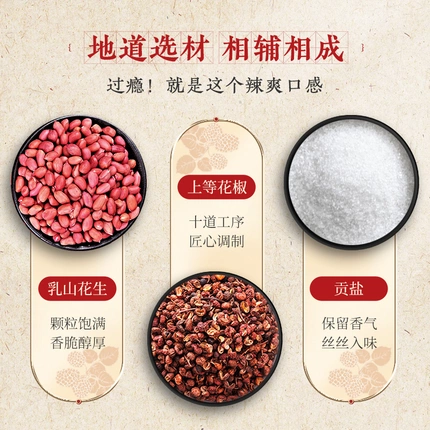 地道选材 相辅相成
过瘾！就是这个辣爽口感
上等花椒
十道工序
匠心调制
乳山花生
颗粒饱满
香脆醇厚
贡盐
保留香气
丝丝入味